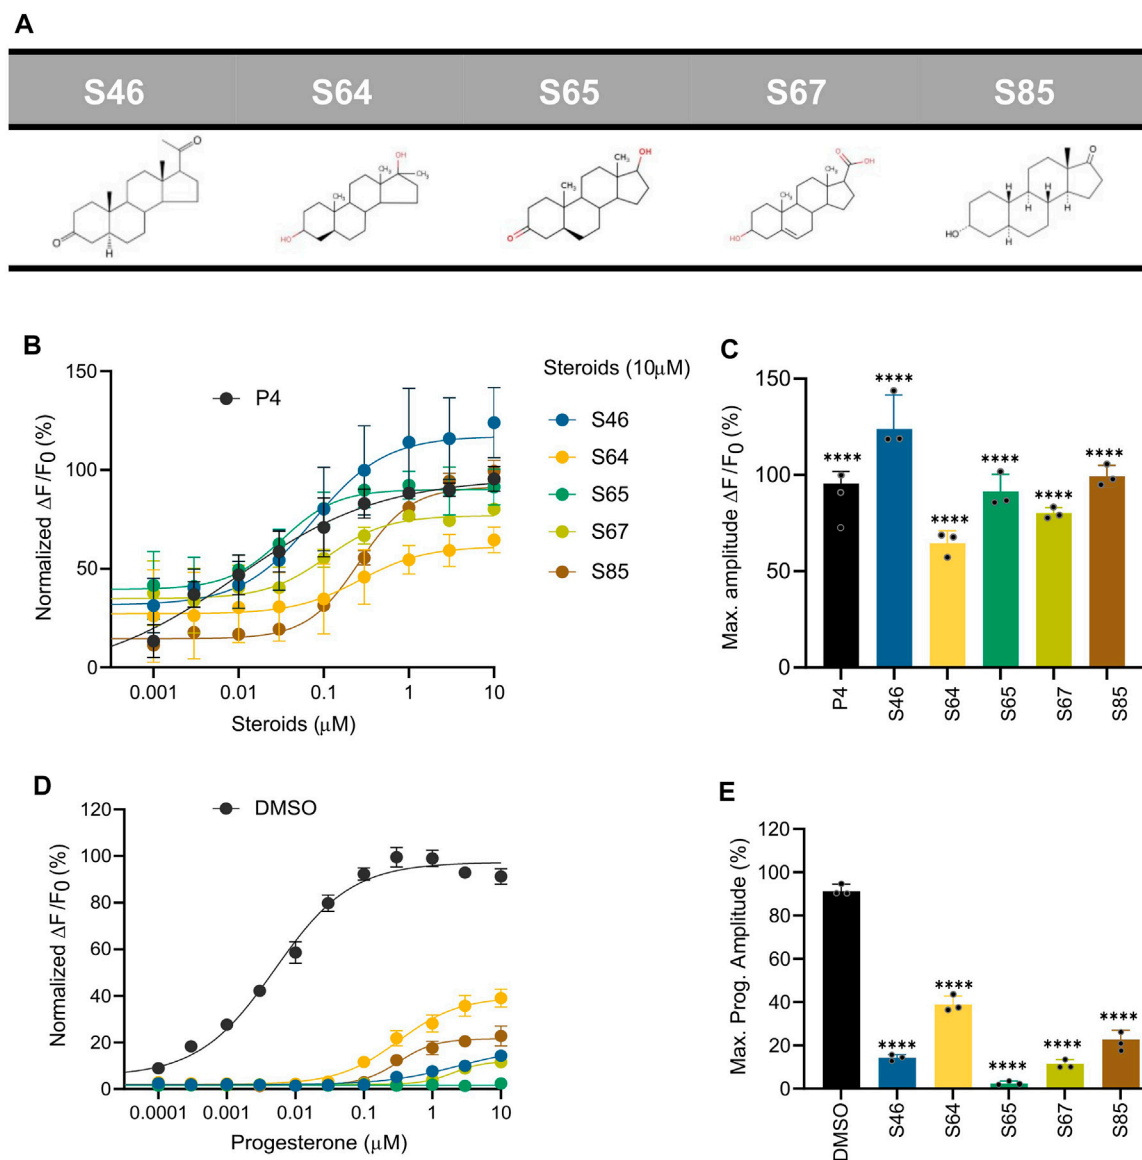 A
S46 S64 S65 S67 S85
O
O
H
OH
CH3
CH3
CH3
HO
OH
CH3
CH3
O
O
OH
CH3
CH3
HO
O
H
H
H
H
H
HO
B
P4
Normalized ΔF/F0 (%)
150
100
50
0
0.001 0.01 0.1 1 10
Steroids (μM)
Steroids (10μM)
S46
S64
S65
S67
S85
C
Max. amplitude ΔF/F0 (%)
150
100
50
0
**** **** **** **** **** ****
P4 S46 S64 S65 S67 S85
D
DMSO
Normalized ΔF/F0 (%)
120
100
80
60
40
20
0
0.0001 0.001 0.01 0.1 1 10
Progesterone (μM)
E
Max. Prog. Amplitude (%)
120
100
80
60
40
20
0
**** **** **** **** ****
DMSO S46 S64 S65 S67 S85